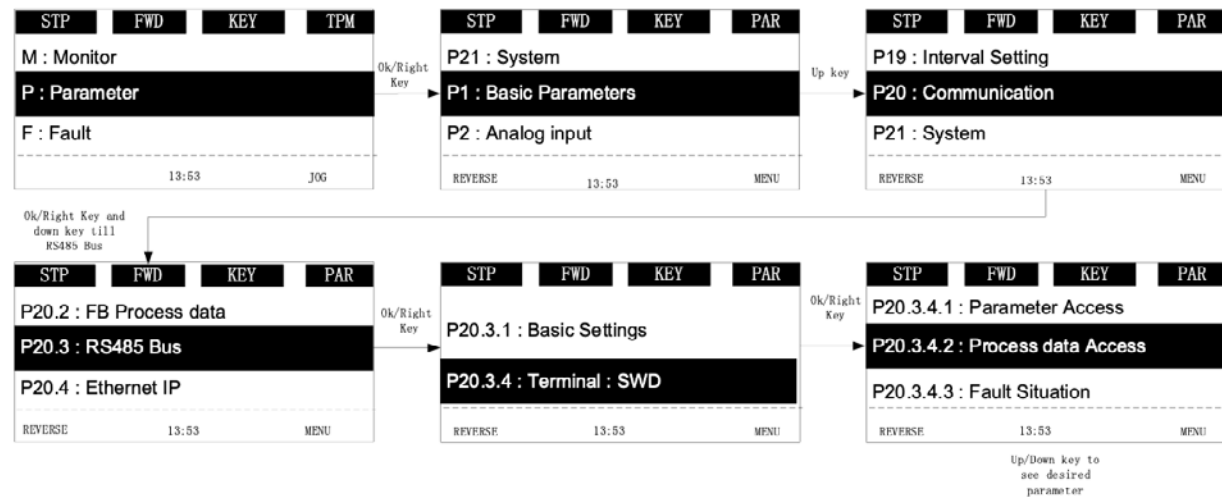 STP FWD KEY TPM
M : Monitor
P : Parameter
F : Fault
13:53 JOG
Ok/Right
Key
STP FWD KEY PAR
P21 : System
P1 : Basic Parameters
P2 : Analog input
REVERSE 13:53 MENU
Up key
STP FWD KEY PAR
P19 : Interval Setting
P20 : Communication
P21 : System
REVERSE 13:53 MENU
Ok/Right Key and
down key till
RS485 Bus
STP FWD KEY PAR
P20.2 : FB Process data
P20.3 : RS485 Bus
P20.4 : Ethernet IP
REVERSE 13:53 MENU
Ok/Right
Key
STP FWD KEY PAR
P20.3.1 : Basic Settings
P20.3.4 : Terminal : SWD
REVERSE 13:53 MENU
Ok/Right
Key
STP FWD KEY PAR
P20.3.4.1 : Parameter Access
P20.3.4.2 : Process data Access
P20.3.4.3 : Fault Situation
REVERSE 13:53 MENU
Up/Down key to
see desired
parameter